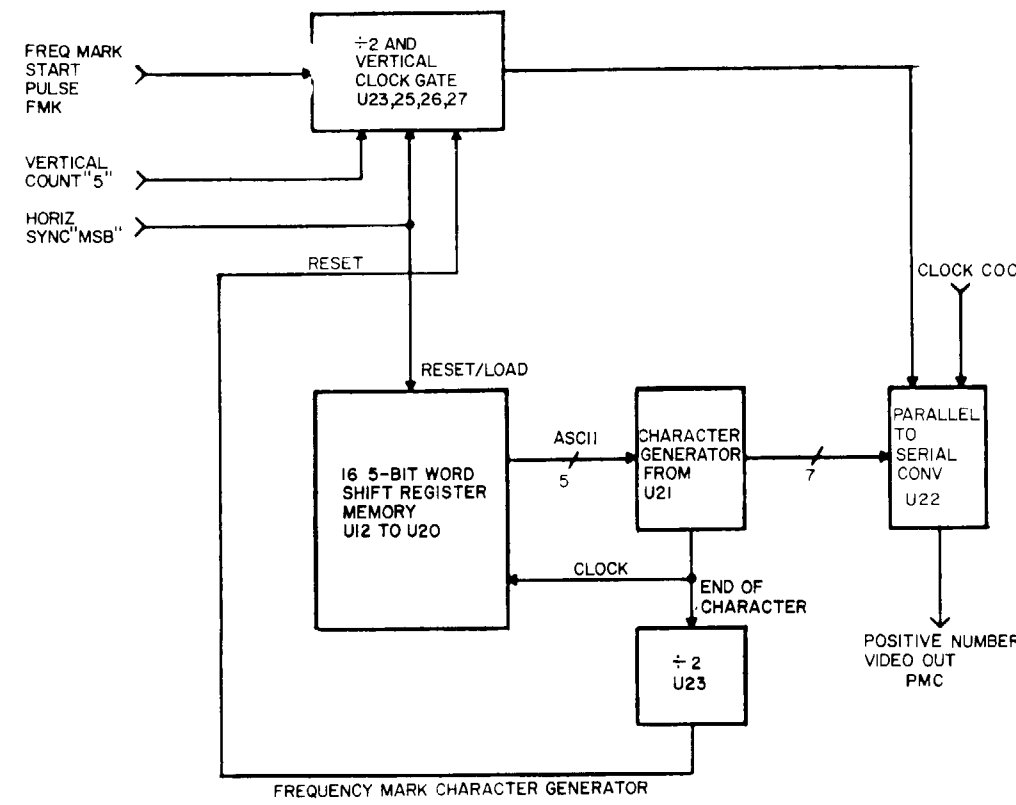 FREQ MARK
START
PULSE
FMK
÷2 AND
VERTICAL
CLOCK GATE
U23,25,26,27
VERTICAL
COUNT"5"
HORIZ
SYNC"MSB"
RESET
CLOCK COC
RESET/LOAD
16 5-BIT WORD
SHIFT REGISTER
MEMORY
U12 TO U20
ASCII
5
CHARACTER
GENERATOR
FROM
U21
7
PARALLEL
TO
SERIAL
CONV
U22
CLOCK
END OF
CHARACTER
÷2
U23
POSITIVE NUMBER
VIDEO OUT
PMC
FREQUENCY MARK CHARACTER GENERATOR